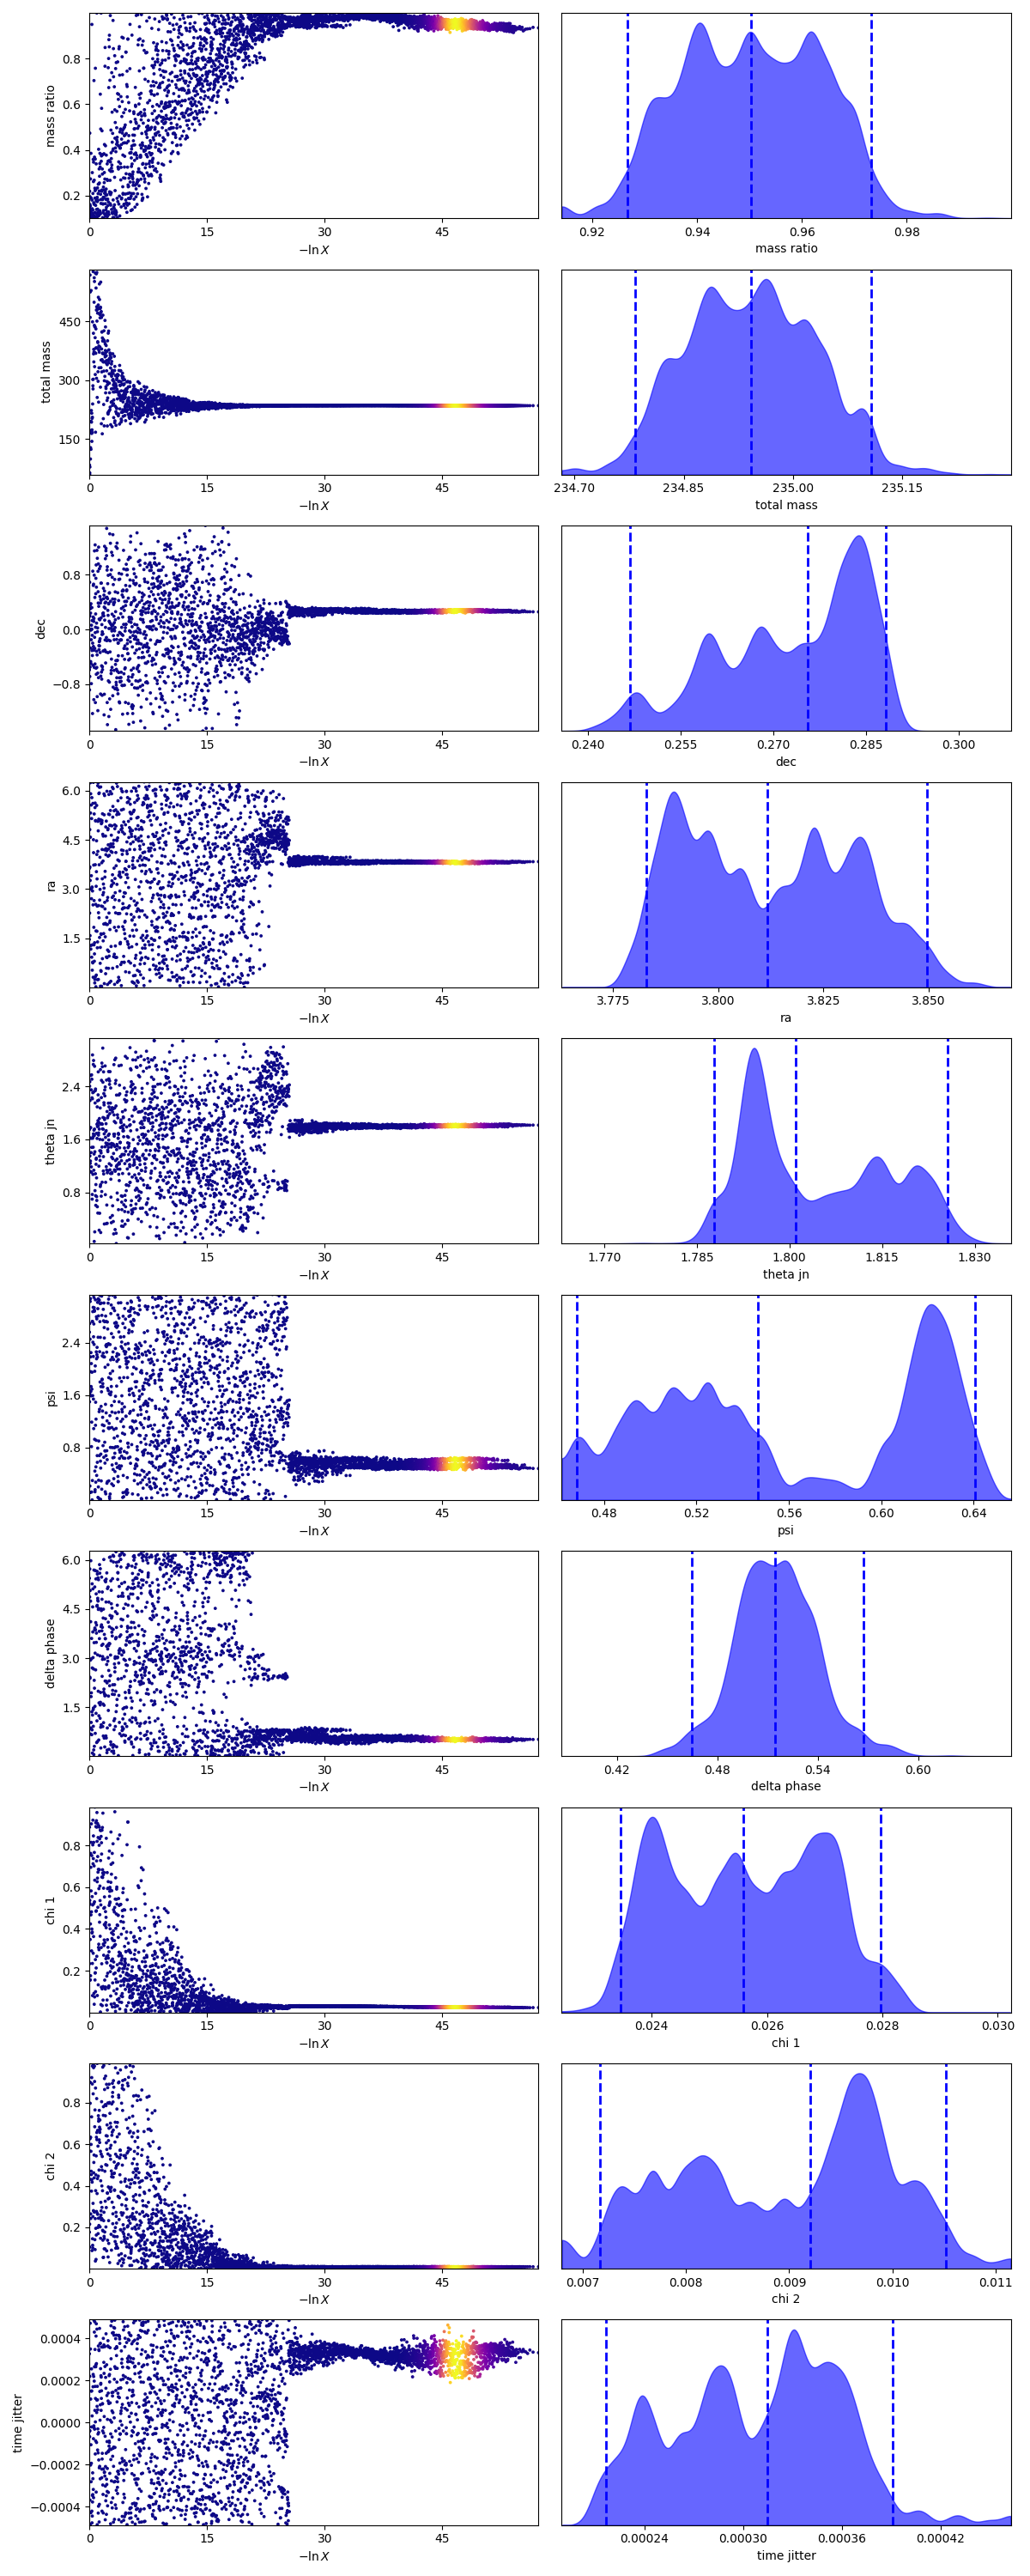 0.8
0.6
0.4
0.2
mass ratio
0 15 30 45
−ln X
0.92 0.94 0.96 0.98
mass ratio
450
300
150
total mass
0 15 30 45
−ln X
234.70 234.85 235.00 235.15
total mass
0.8
0.0
−0.8
dec
0 15 30 45
−ln X
0.240 0.255 0.270 0.285 0.300
dec
6.0
4.5
3.0
1.5
ra
0 15 30 45
−ln X
3.775 3.800 3.825 3.850
ra
2.4
1.6
0.8
theta jn
0 15 30 45
−ln X
1.770 1.785 1.800 1.815 1.830
theta jn
2.4
1.6
0.8
psi
0 15 30 45
−ln X
0.48 0.52 0.56 0.60 0.64
psi
6.0
4.5
3.0
1.5
delta phase
0 15 30 45
−ln X
0.42 0.48 0.54 0.60
delta phase
0.8
0.6
0.4
0.2
chi 1
0 15 30 45
−ln X
0.024 0.026 0.028 0.030
chi 1
0.8
0.6
0.4
0.2
chi 2
0 15 30 45
−ln X
0.007 0.008 0.009 0.010 0.011
chi 2
0.0004
0.0002
0.0000
−0.0002
−0.0004
time jitter
0 15 30 45
−ln X
0.00024 0.00030 0.00036 0.00042
time jitter